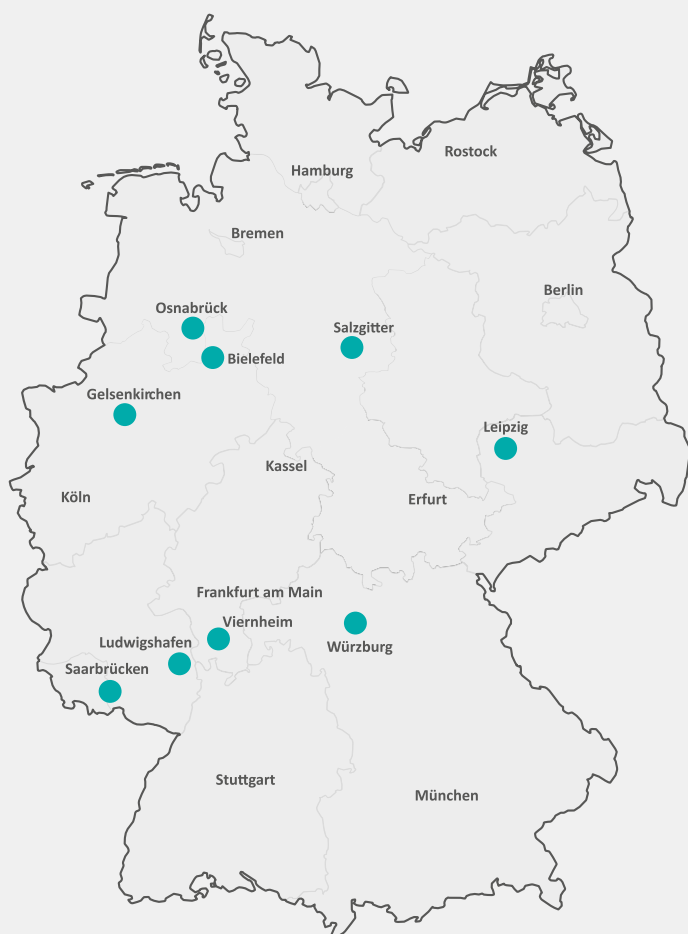 Rostock
Hamburg
Bremen
Berlin
Osnabrück
Salzgitter
Bielefeld
Gelsenkirchen
Leipzig
Kassel
Köln
Erfurt
Frankfurt am Main
Viernheim
Ludwigshafen
Würzburg
Saarbrücken
Stuttgart
München